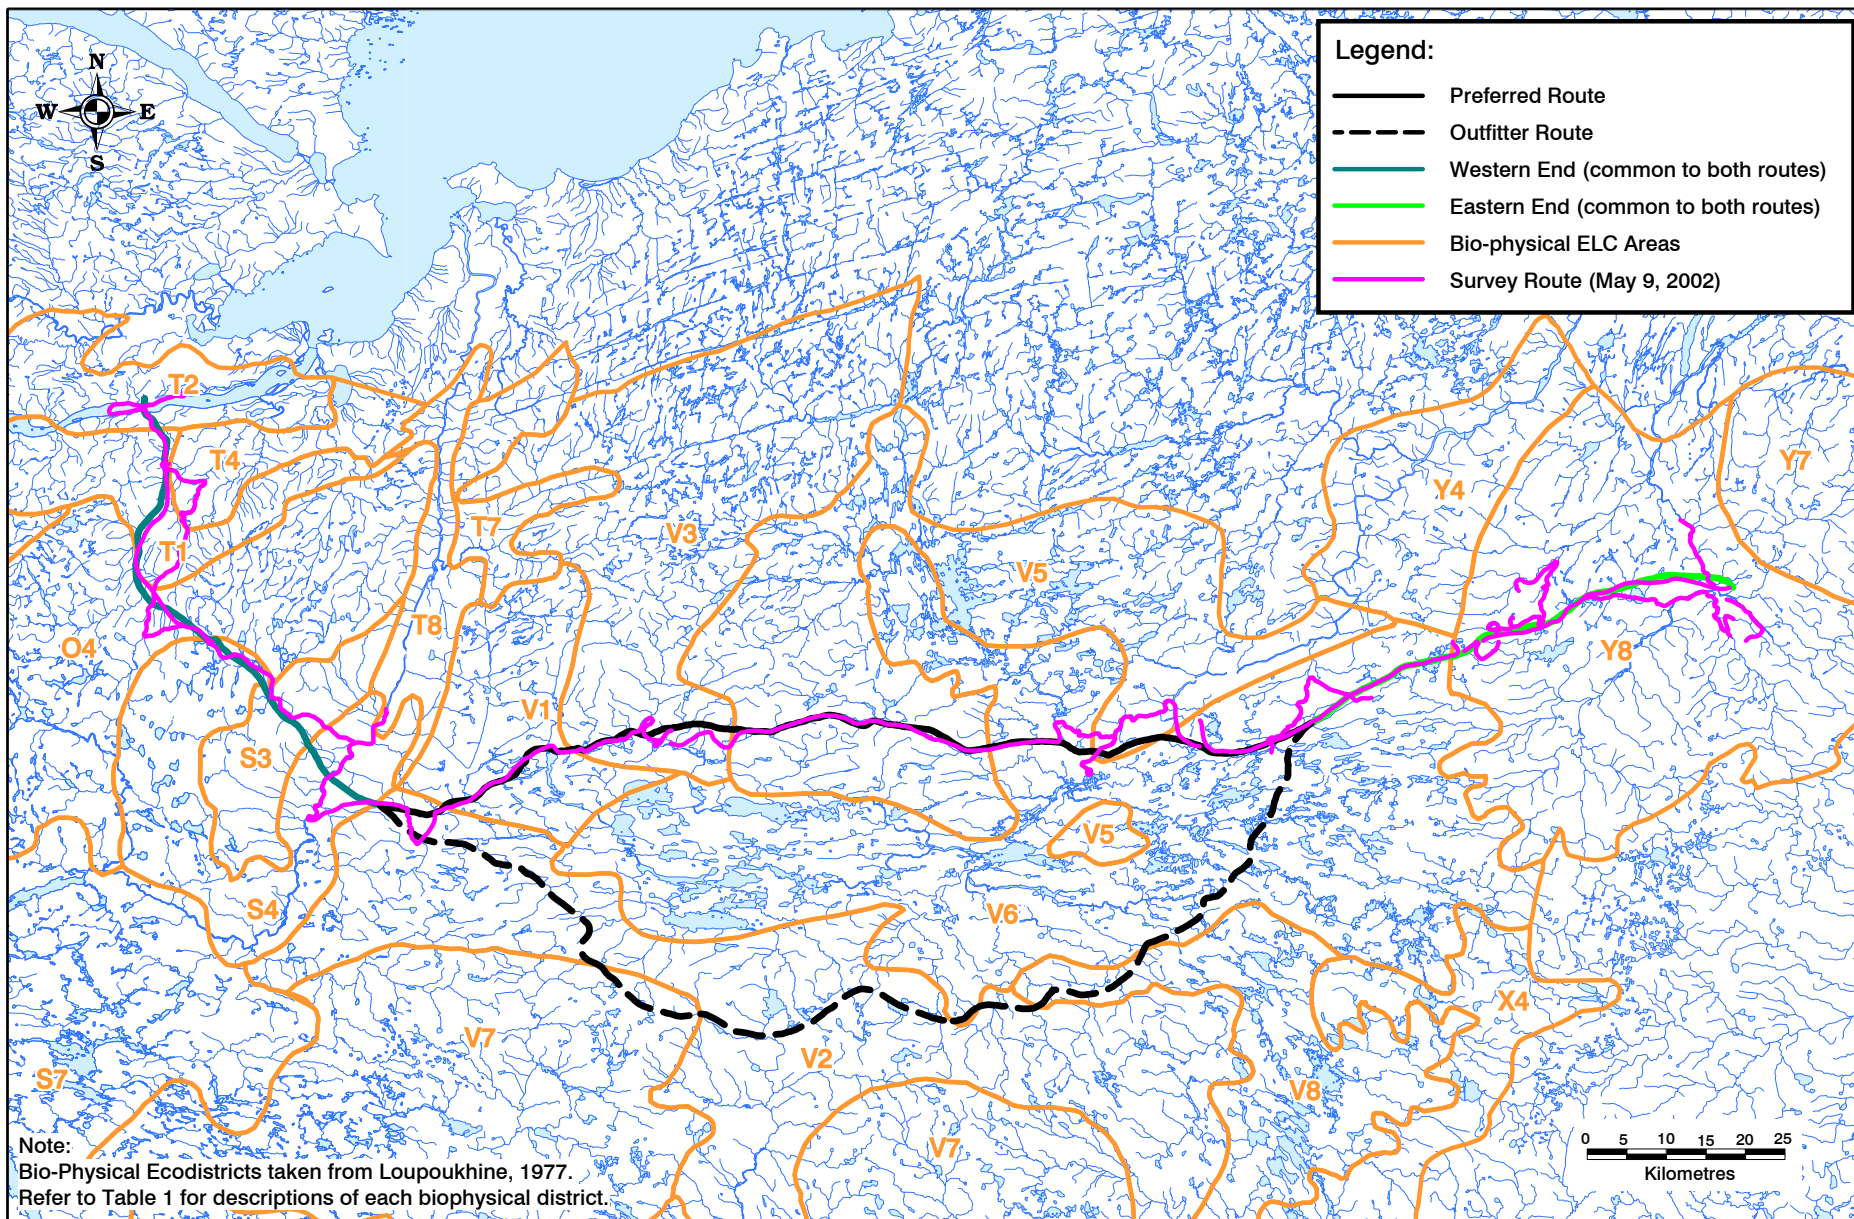 N
W E
S
Legend:
Preferred Route
Outfitter Route
Western End (common to both routes)
Eastern End (common to both routes)
Bio-physical ELC Areas
Survey Route (May 9, 2002)
T2
T4
Y7
Y4
T7
V3
T1
V5
T8
O4
Y8
V1
S3
V5
S4
V6
X4
V7
V2
S7
V8
V7
Note:
Bio-Physical Ecodistricts taken from Loupoukhine, 1977.
Refer to Table 1 for descriptions of each biophysical district.
0 5 10 15 20 25
Kilometres